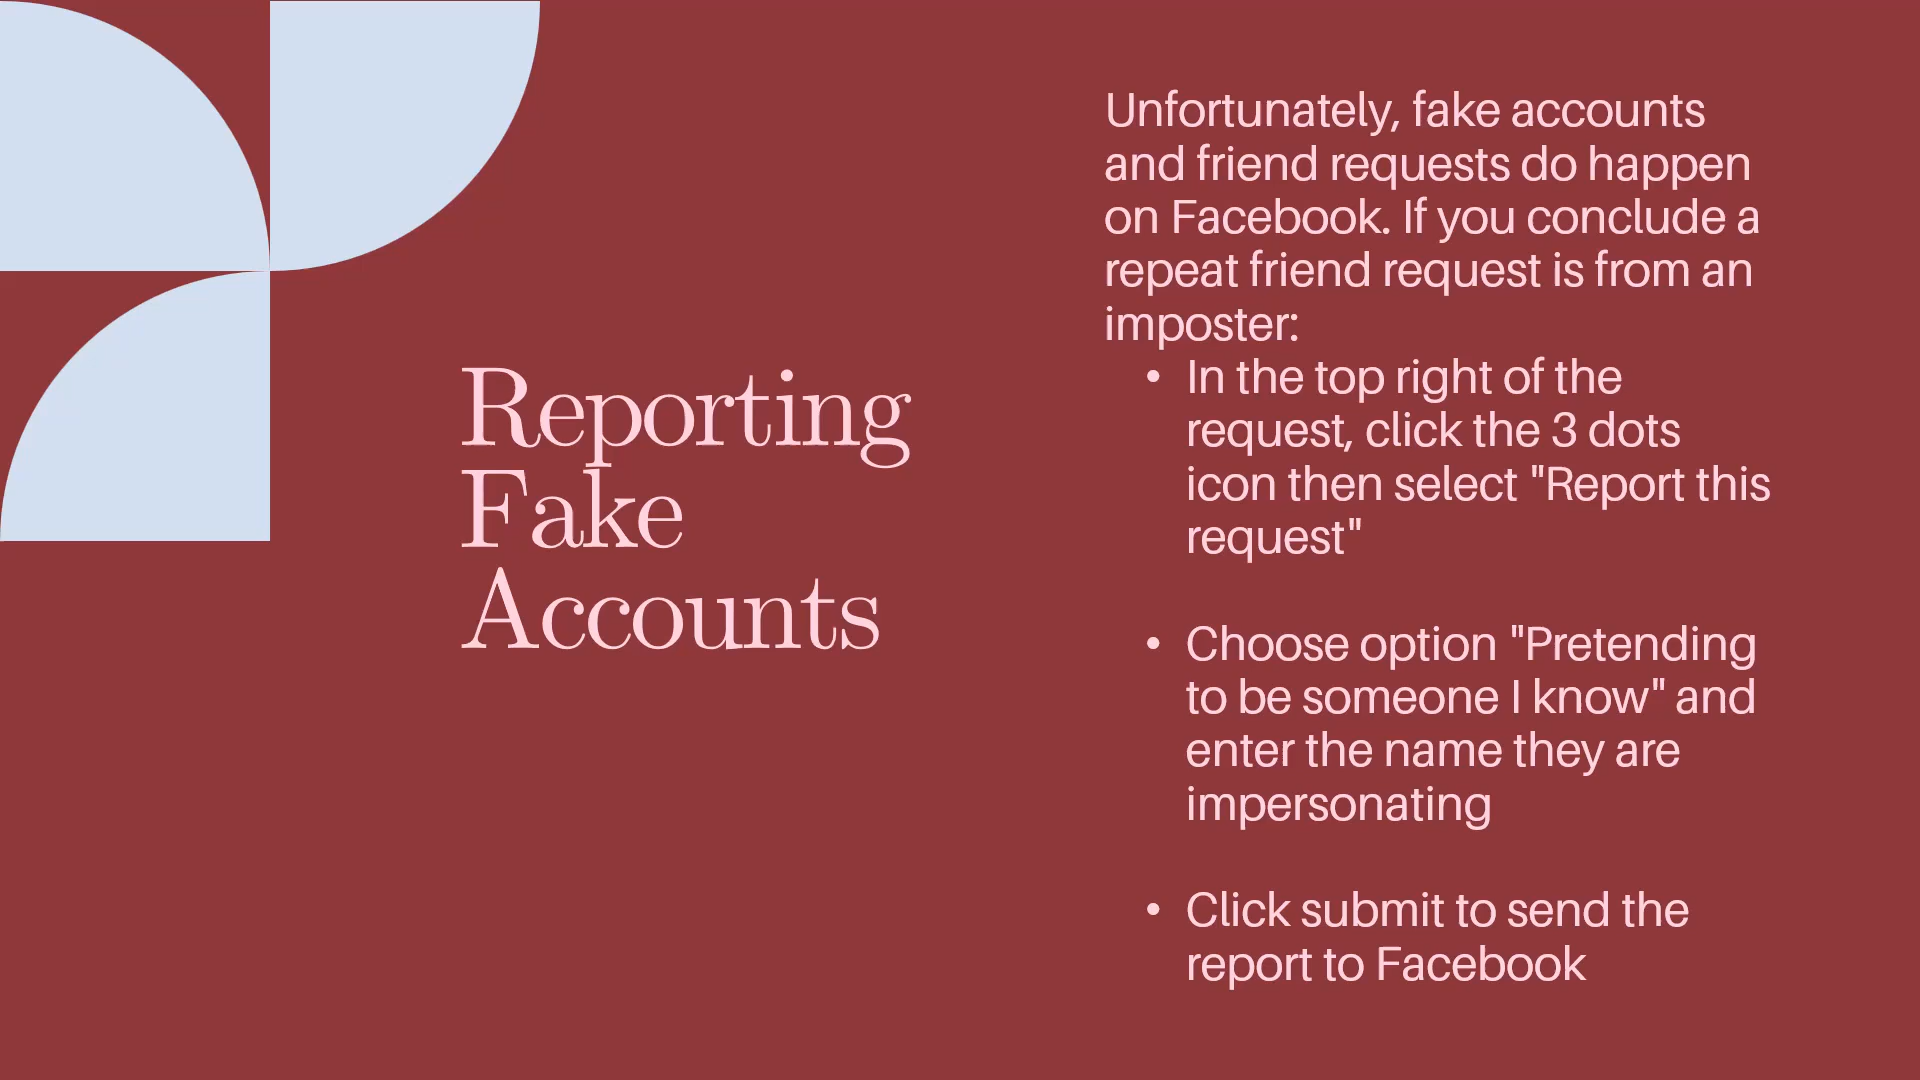 Reporting
Fake
Accounts
Unfortunately, fake accounts
and friend requests do happen
on Facebook. If you conclude a
repeat friend request is from an
imposter:
• In the top right of the
request, click the 3 dots
icon then select "Report this
request"
• Choose option "Pretending
to be someone I know" and
enter the name they are
impersonating
• Click submit to send the
report to Facebook